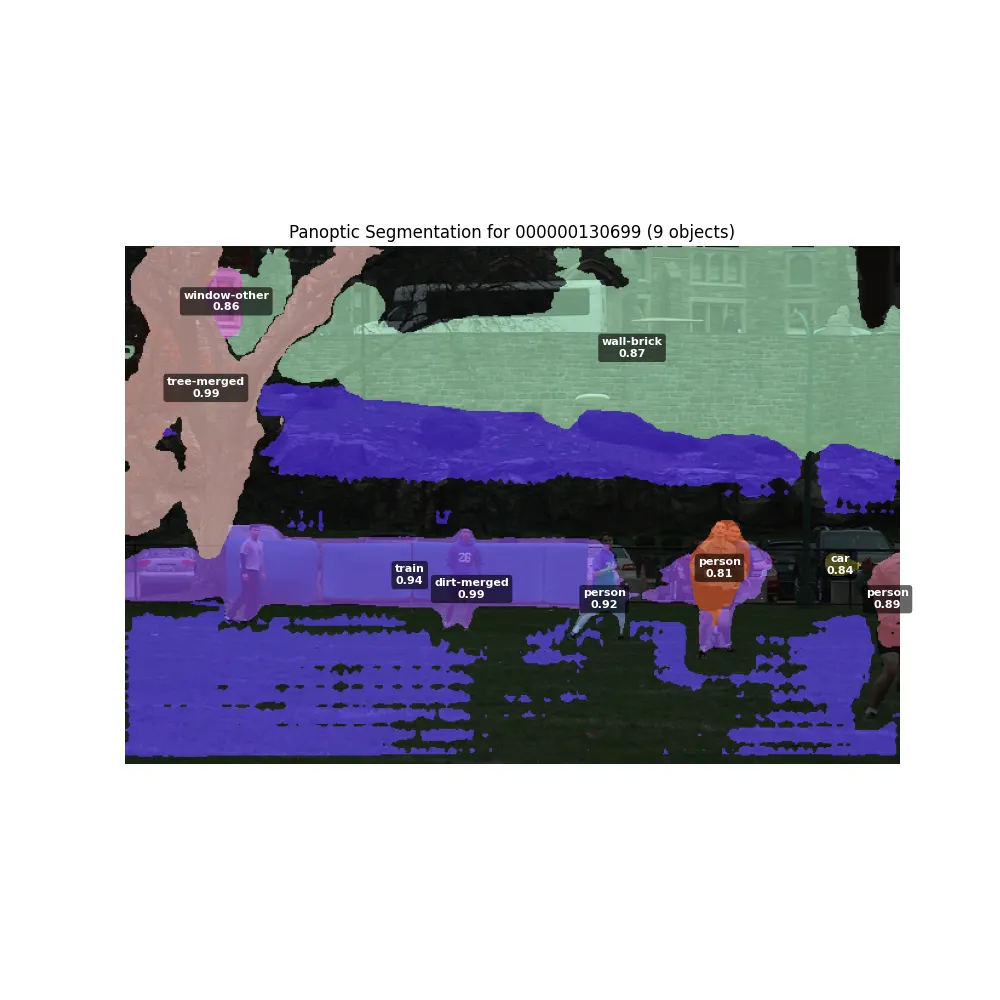 Panoptic Segmentation for 000000130699 (9 objects)
window-other
0.86
wall-brick
0.87
tree-merged
0.99
26
train
0.94
dirt-merged
0.99
person
0.92
person
0.81
car
0.84
person
0.89